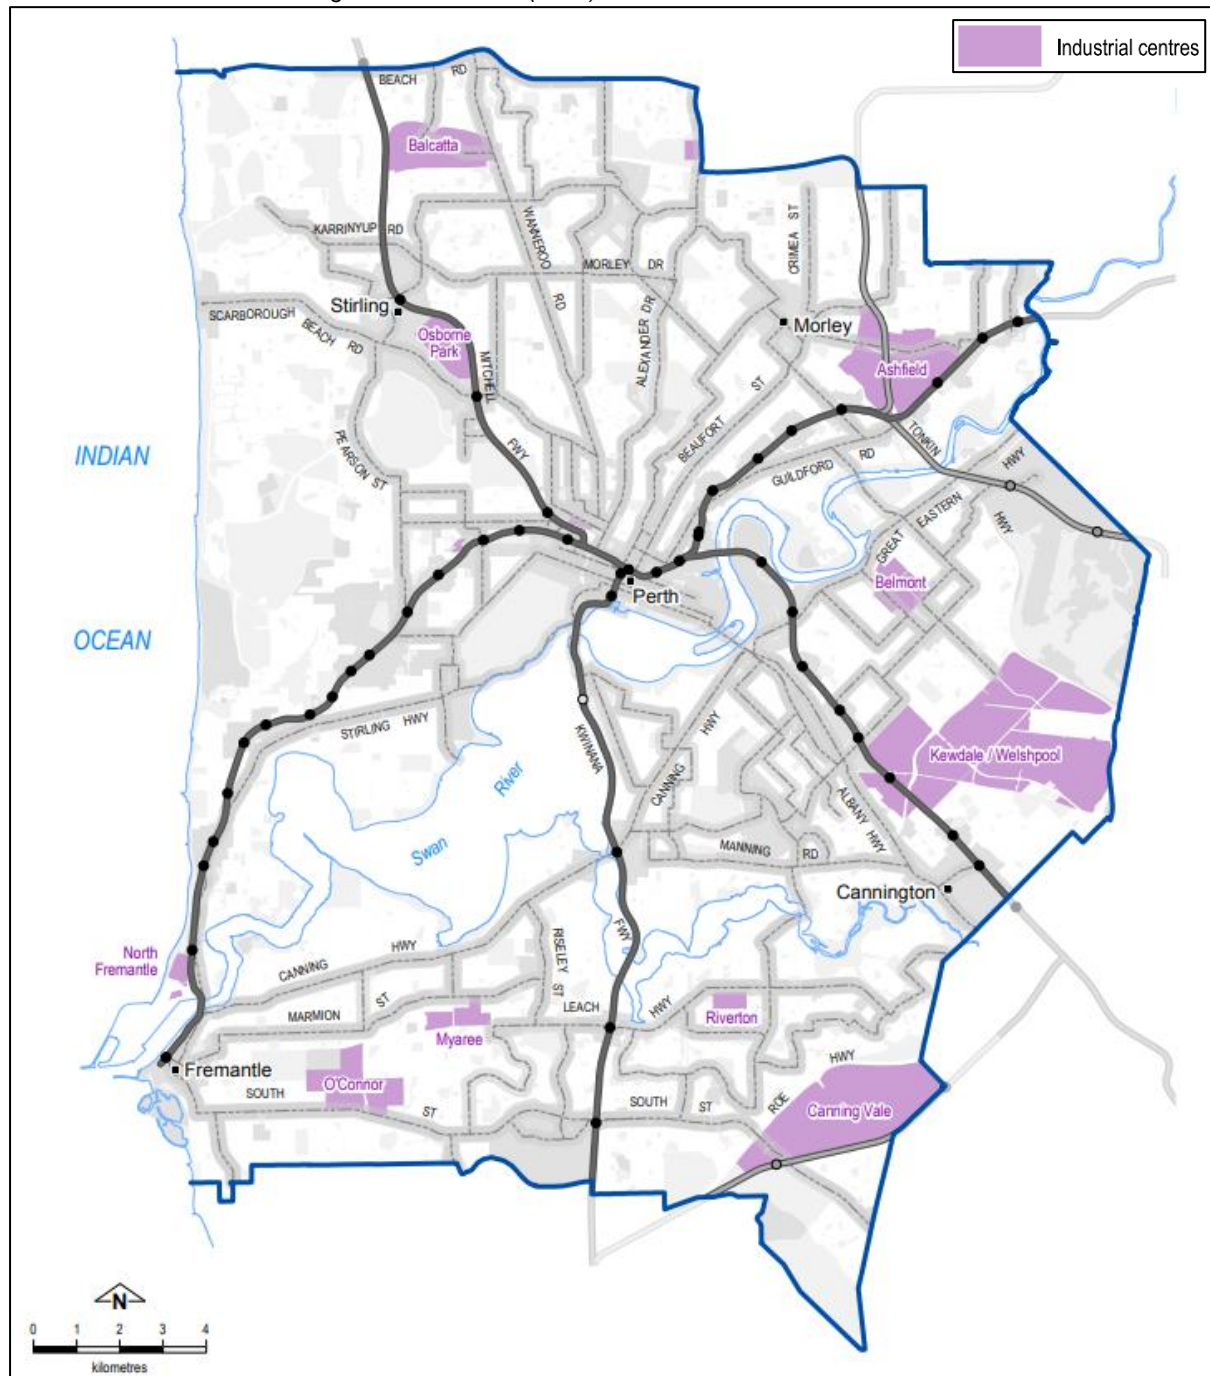 Industrial centres
BEACH RD
Balcatta
WANNEROO RD
CRIMEA ST
KARRINYUP RD
MORLEY DR
Stirling
SCARBOROUGH BEACH RD
Osborne
Park
MITCHELL FWY
ALEXANDER DR
Morley
Ashfield
BEAUFORT ST
INDIAN
PEARSON ST
GUILDFORD RD
TONKIN HWY
GREAT EASTERN HWY
Belmont
Perth
OCEAN
STIRLING HWY
KWINANA FWY
CANNING HWY
Kewdale / Welshpool
River
Swan
ALBANY HWY
MANNING RD
Cannington
North
Fremantle
CANNING HWY
RISELEY ST
LEACH HWY
MARMION ST
Myaree
Riverton
Fremantle
O'Connor
SOUTH ST
SOUTH ST
ROE HWY
Canning Vale
N
0 1 2 3 4
kilometres